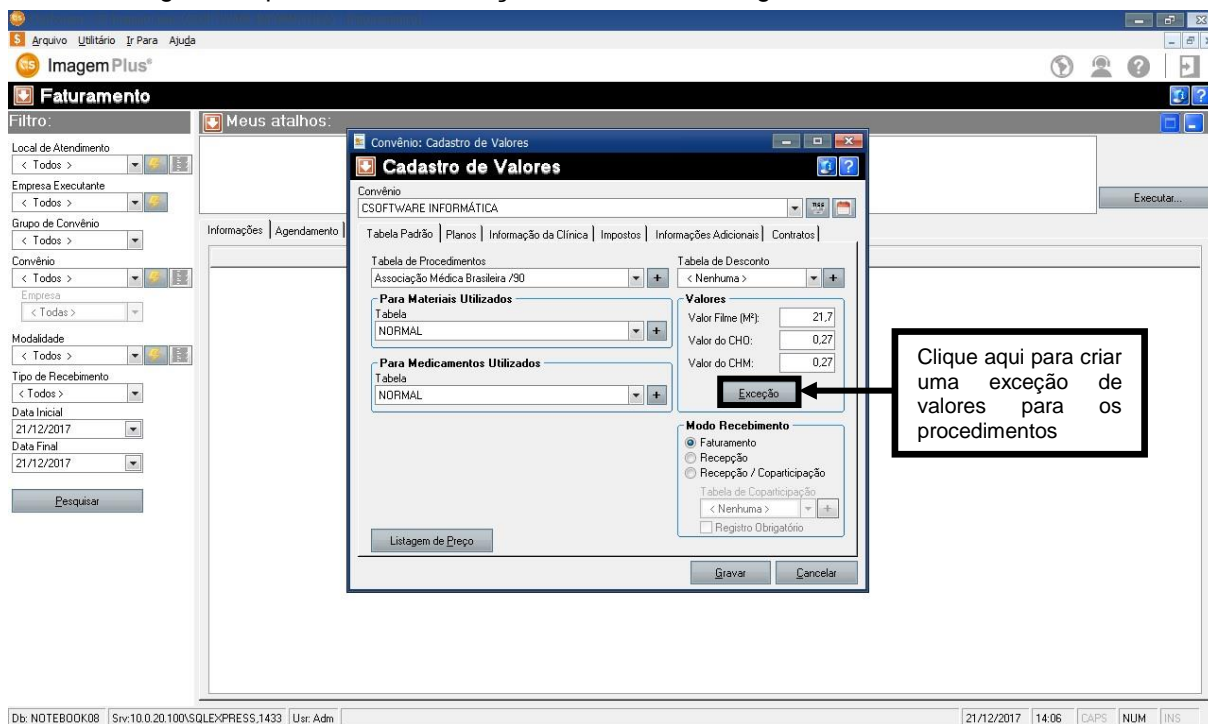 Arquivo Utilitário Ir Para Ajuda
ImagemPlus®
Faturamento
Filtro:
Meus atalhos:
Local de Atendimento
< Todos >
Empresa Executante
< Todos >
Grupo de Convênio
< Todos >
Convênio
< Todos >
Empresa
< Todas >
Modalidade
< Todos >
Tipo de Recebimento
< Todos >
Data Inicial
21/12/2017
Data Final
21/12/2017
Pesquisar
Executar...
Informações Agendamento
Convênio: Cadastro de Valores
Cadastro de Valores
Convênio
CSOFTWARE INFORMÁTICA
Tabela Padrão Planos Informação da Clínica Impostos Informações Adicionais Contratos
Tabela de Procedimentos
Associação Médica Brasileira /90
Tabela de Desconto
< Nenhuma >
Para Materiais Utilizados
Tabela
NORMAL
Para Medicamentos Utilizados
Tabela
NORMAL
Valores
Valor Filme (M²): 21,7
Valor do CHO: 0,27
Valor do CHM: 0,27
Exceção
Modo Recebimento
Faturamento
Recepção
Recepção / Coparticipação
Tabela de Coparticipação
< Nenhuma >
Registro Obrigatório
Listagem de Preço
Gravar Cancelar
Clique aqui para criar
uma exceção de
valores para os
procedimentos
Db: NOTEBOOK08 Srv:10.0.20.100\SQLEXPRESS,1433 Usr: Adm 21/12/2017 14:06 CAPS NUM INS